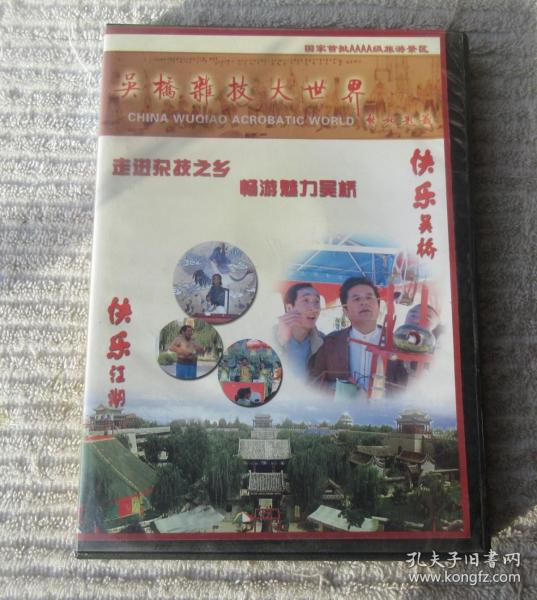 国家首批AAAA级旅游景区
吴橋雜技大世界
CHINA WUQIAO ACROBATIC WORLD
走进杂技之乡
畅游魅力吴桥
快乐吴桥
快乐江湖
孔夫子旧书网
www.kongfz.com